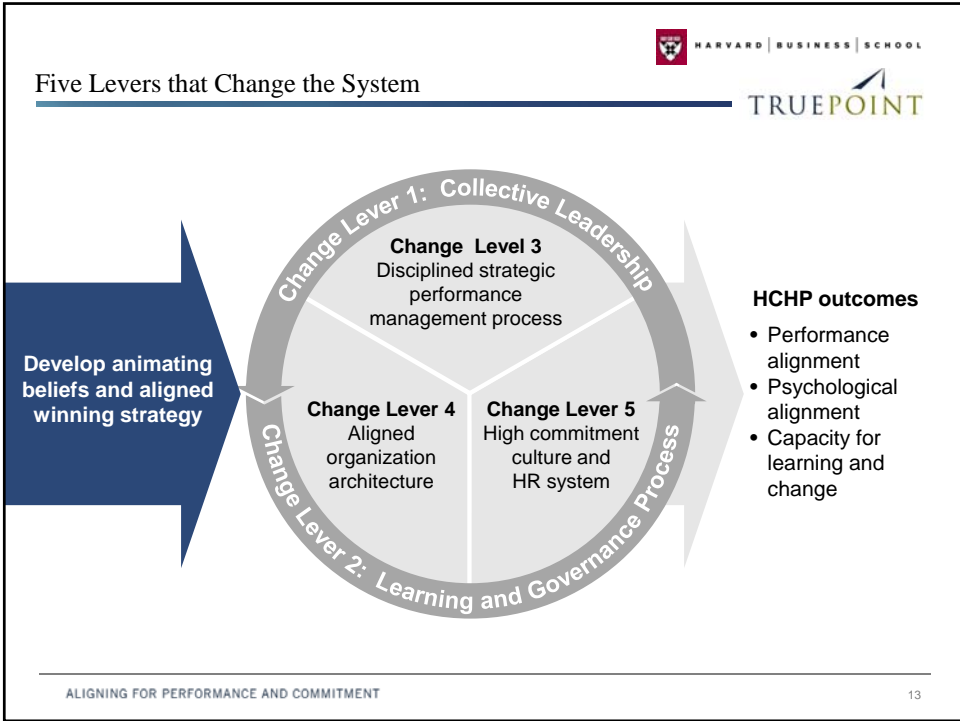 HARVARD | BUSINESS | SCHOOL
Five Levers that Change the System
TRUEPOINT
Change Lever 1: Collective Leadership
Change Level 3
Disciplined strategic
performance
management process
Develop animating
beliefs and aligned
winning strategy
Change Lever 4
Aligned
organization
architecture
Change Lever 5
High commitment
culture and
HR system
Change Lever 2: Learning and Governance Process
HCHP outcomes
• Performance
alignment
• Psychological
alignment
• Capacity for
learning and
change
ALIGNING FOR PERFORMANCE AND COMMITMENT
13